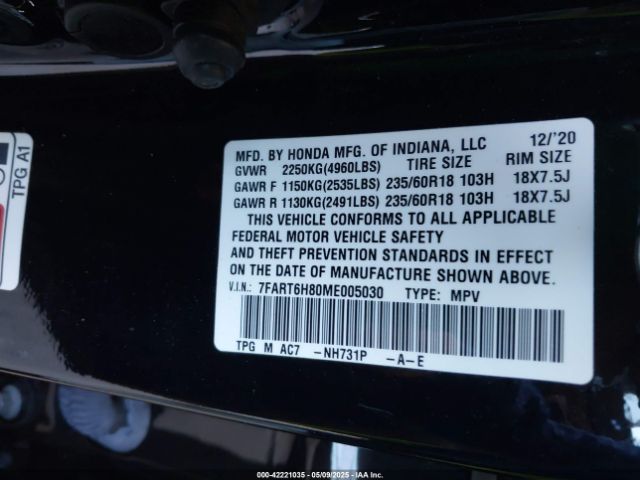 TPG A1
MFD. BY HONDA MFG. OF INDIANA, LLC 12/'20
GVWR 2250KG(4960LBS) TIRE SIZE RIM SIZE
GAWR F 1150KG(2535LBS) 235/60R18 103H 18X7.5J
GAWR R 1130KG(2491LBS) 235/60R18 103H 18X7.5J
THIS VEHICLE CONFORMS TO ALL APPLICABLE
FEDERAL MOTOR VEHICLE SAFETY
AND THEFT PREVENTION STANDARDS IN EFFECT
ON THE DATE OF MANUFACTURE SHOWN ABOVE.
V.I.N.: 7FART6H80ME005030 TYPE: MPV
TPG M AC7 -NH731P -A-E
000-42221035 - 05/09/2025 - IAAI.COM